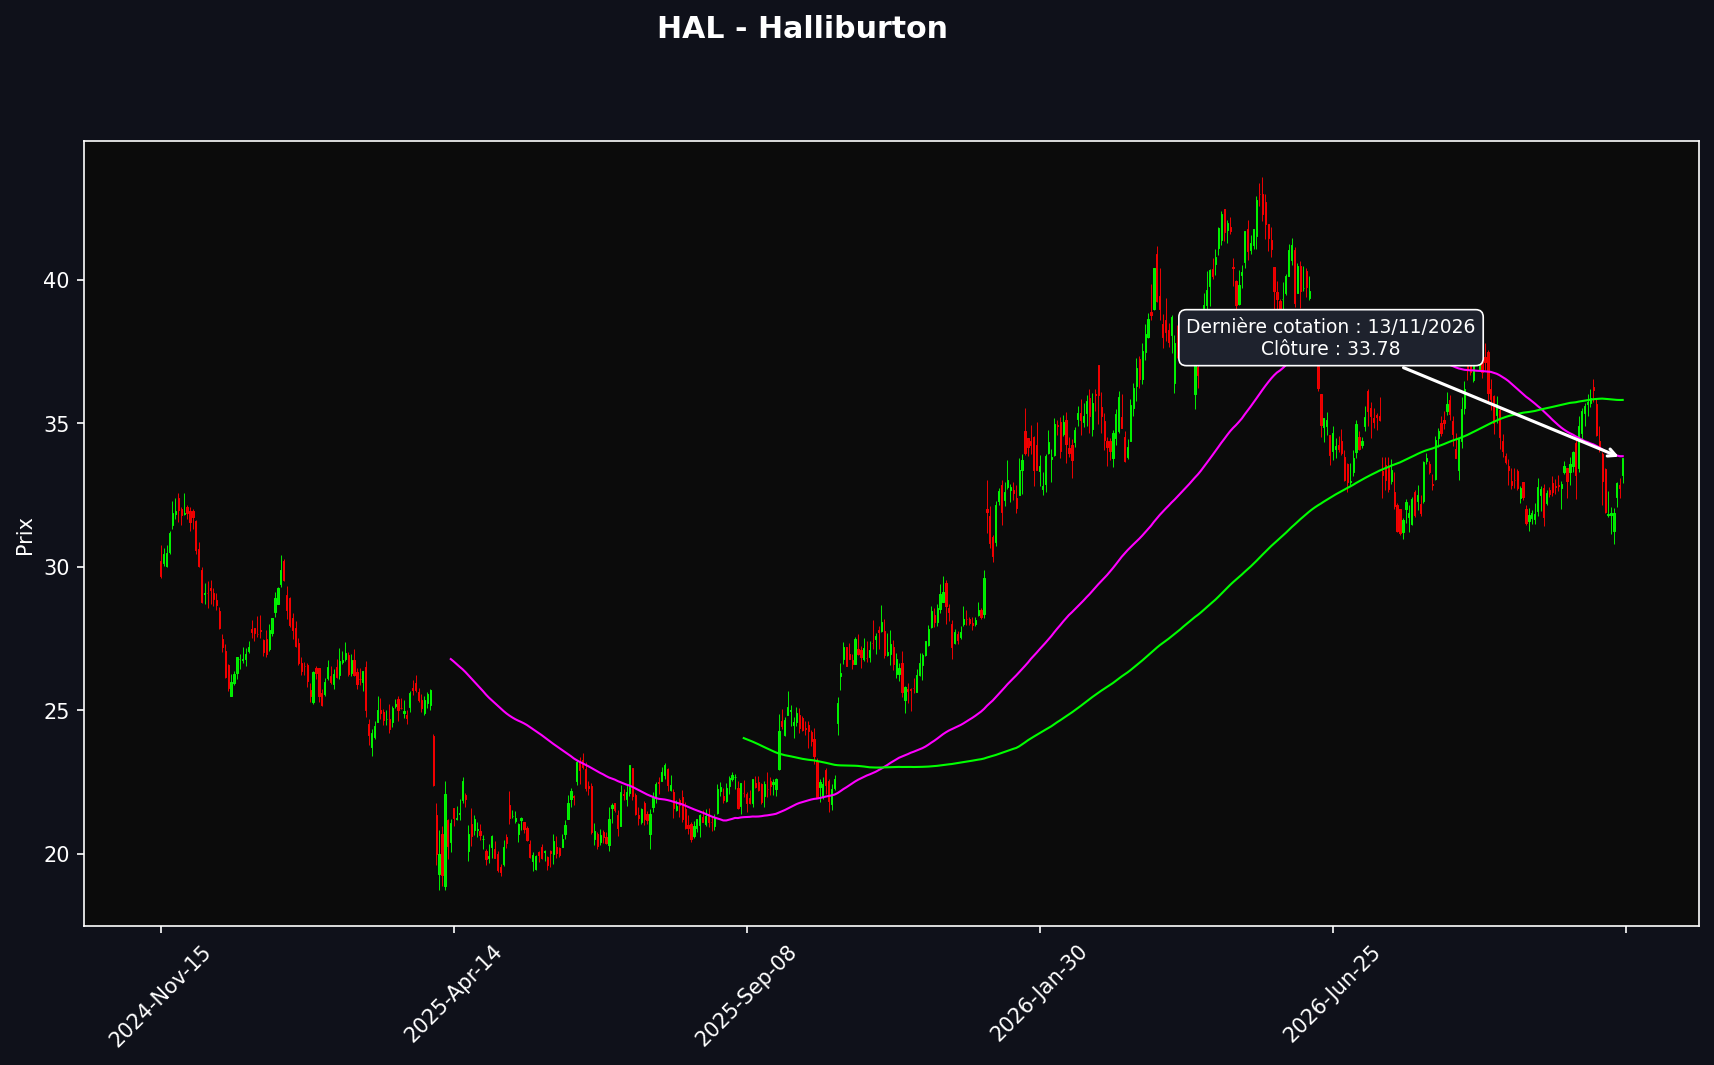 HAL - Halliburton
Prix
40
35
30
25
20
Dernière cotation : 13/11/2026
Clôture : 33.78
2024-Nov-15
2025-Apr-14
2025-Sep-08
2026-Jan-30
2026-Jun-25